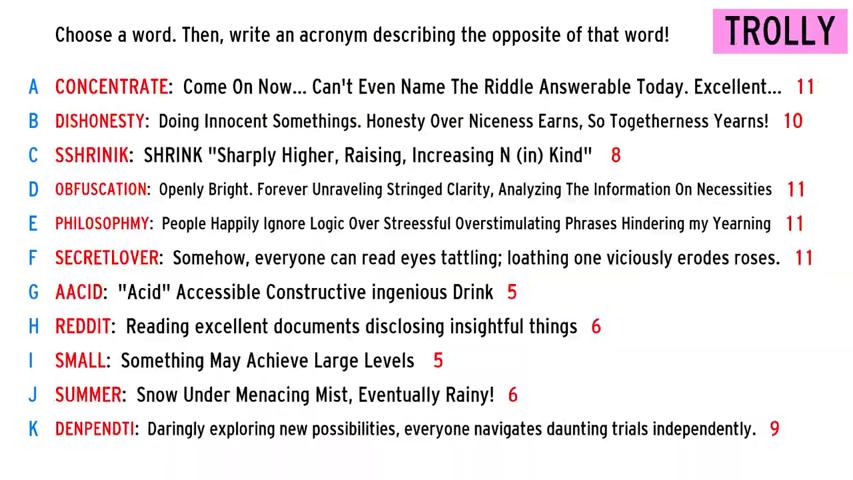 Choose a word. Then, write an acronym describing the opposite of that word!
TROLLY
A CONCENTRATE: Come On Now... Can't Even Name The Riddle Answerable Today. Excellent... 11
B DISHONESTY: Doing Innocent Somethings. Honesty Over Niceness Earns, So Togetherness Yearns! 10
C SSHRINIK: SHRINK "Sharply Higher, Raising, Increasing N (in) Kind" 8
D OBFUSCATION: Openly Bright. Forever Unraveling Stringed Clarity, Analyzing The Information On Necessities 11
E PHILOSOPHMY: People Happily Ignore Logic Over Streessful Overstimulating Phrases Hindering my Yearning 11
F SECRETLOVER: Somehow, everyone can read eyes tattling; loathing one viciously erodes roses. 11
G AACID: "Acid" Accessible Constructive ingenious Drink 5
H REDDIT: Reading excellent documents disclosing insightful things 6
I SMALL: Something May Achieve Large Levels 5
J SUMMER: Snow Under Menacing Mist, Eventually Rainy! 6
K DENPENDTI: Daringly exploring new possibilities, everyone navigates daunting trials independently. 9